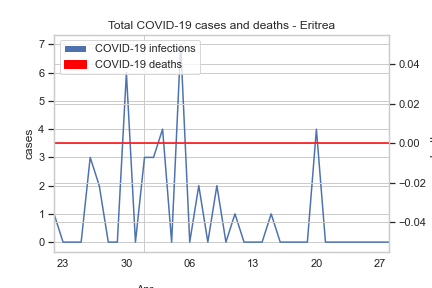 Total COVID-19 cases and deaths - Eritrea
COVID-19 infections
COVID-19 deaths
cases
7
6
5
4
3
2
1
0
0.04
0.02
0.00
−0.02
−0.04
23 30 06 13 20 27